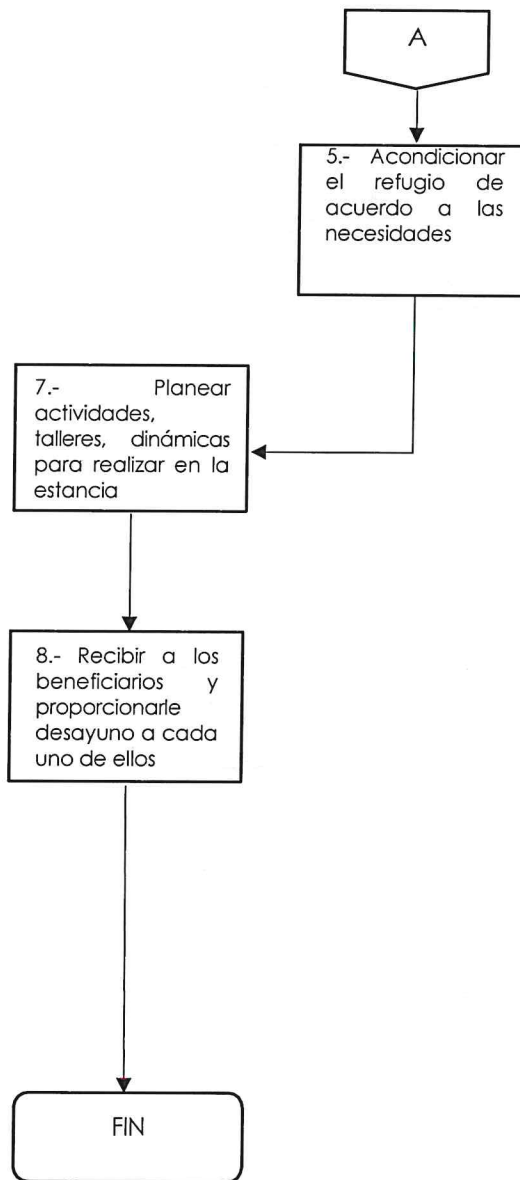 A
5.- Acondicionar
el refugio de
acuerdo a las
necesidades
7.- Planear
actividades,
talleres, dinámicas
para realizar en la
estancia
8.- Recibir a los
beneficiarios y
proporcionarle
desayuno a cada
uno de ellos
FIN